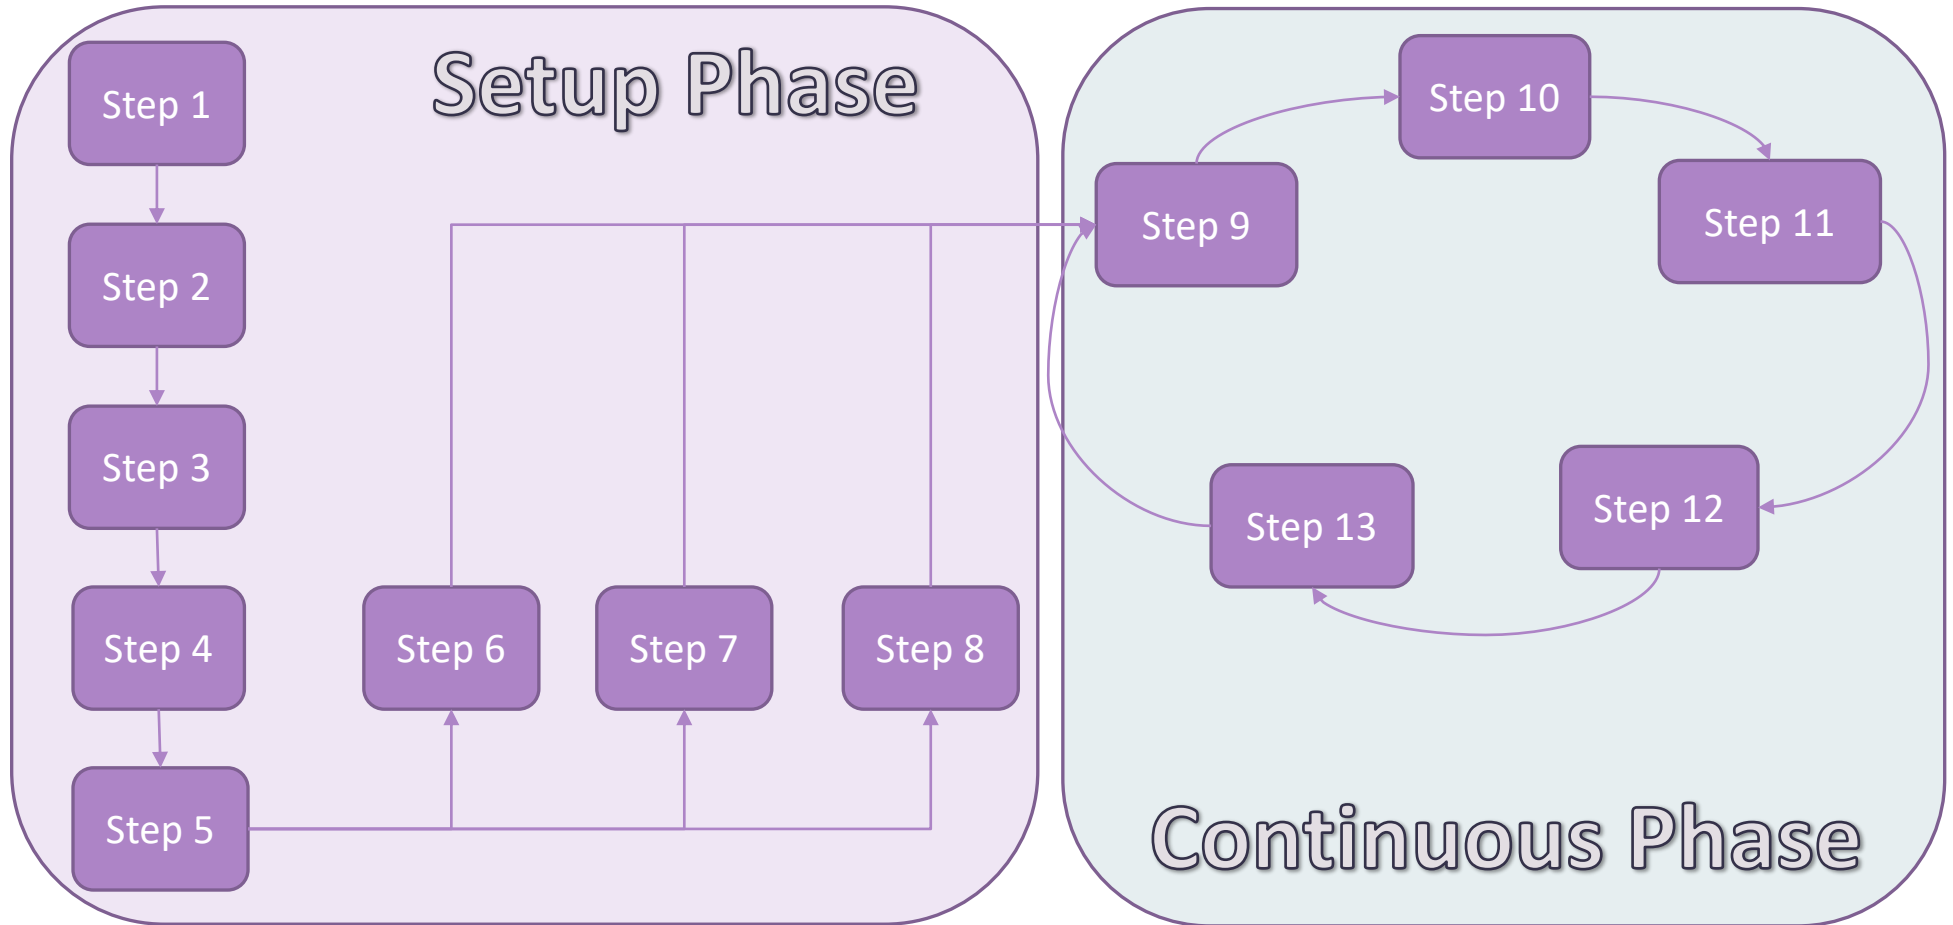 Setup Phase
Step 1
Step 2
Step 3
Step 4
Step 5
Step 6
Step 7
Step 8
Step 9
Step 10
Step 11
Step 12
Step 13
Continuous Phase